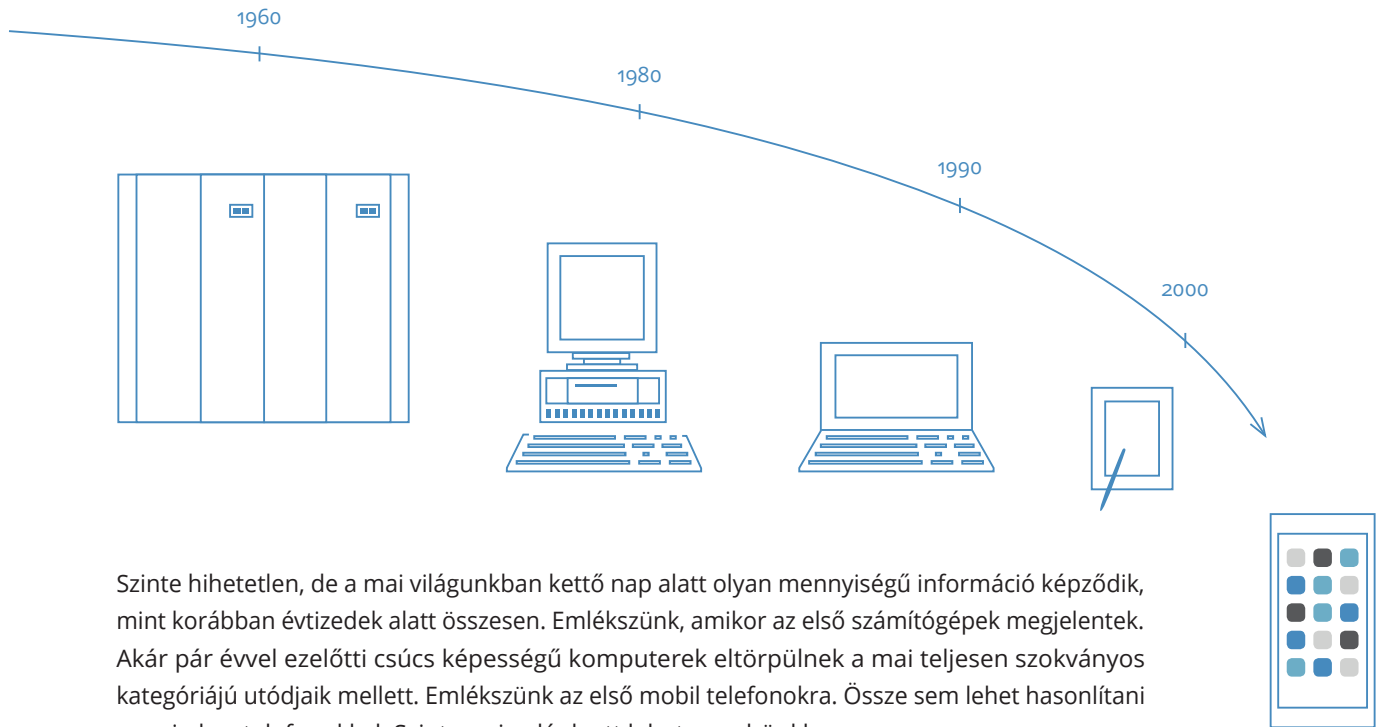 1960
1980
1990
2000
Szinte hihetetlen, de a mai világunkban kettő nap alatt olyan mennyiségű információ képződik,
mint korábban évtizedek alatt összesen. Emlékszünk, amikor az első számítógépek megjelentek.
Akár pár évvel ezelőtti csúcs képességű komputerek eltörpülnek a mai teljesen szokványos
kategóriájú utódjaik mellett. Emlékszünk az első mobil telefonokra. Össze sem lehet hasonlítani